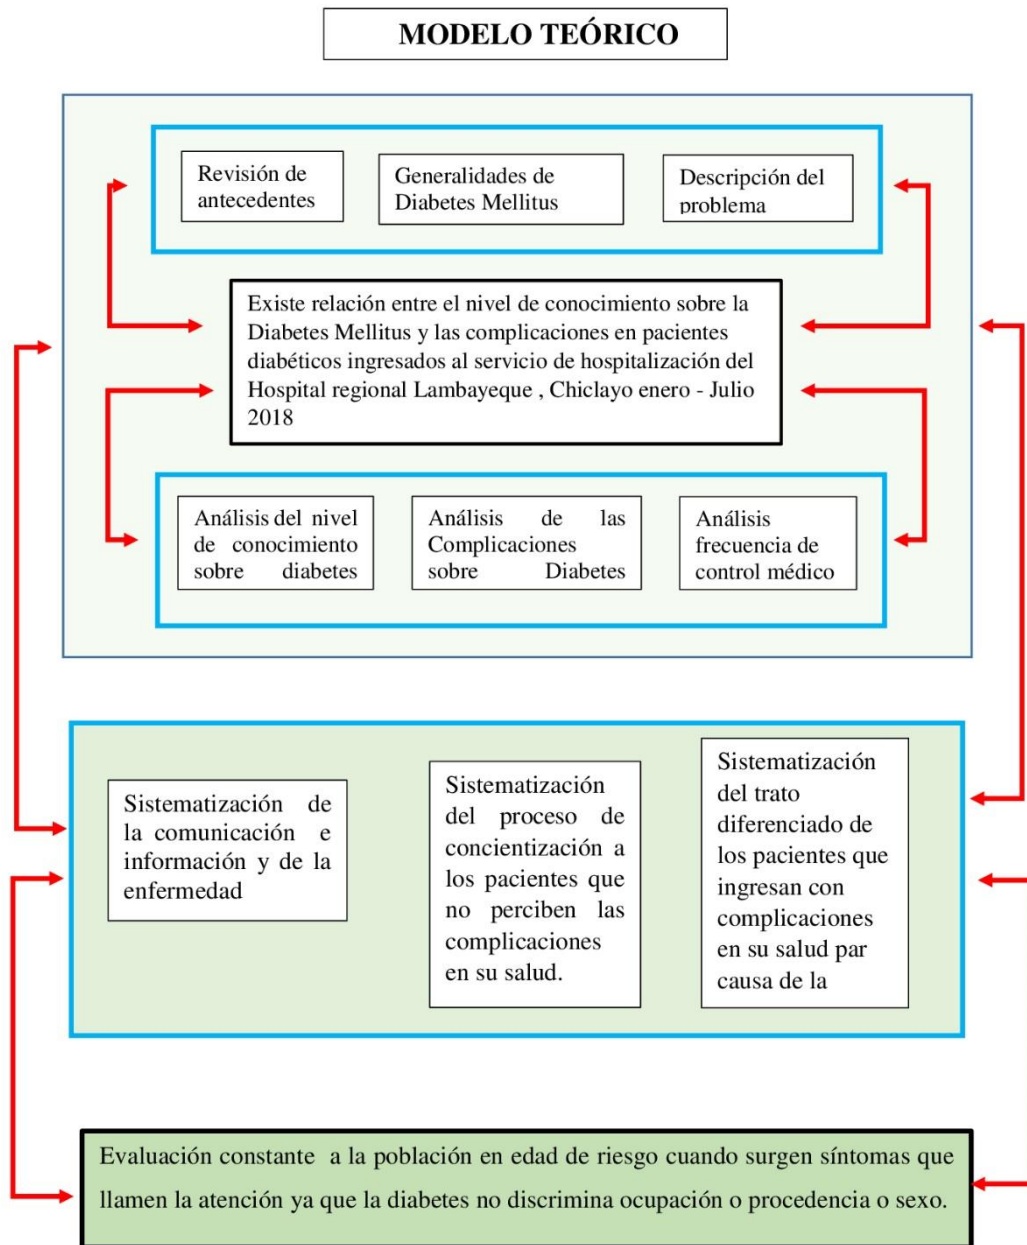 MODELO TEÓRICO
Revisión de
antecedentes
Generalidades de
Diabetes Mellitus
Descripción del
problema
Existe relación entre el nivel de conocimiento sobre la
Diabetes Mellitus y las complicaciones en pacientes
diabéticos ingresados al servicio de hospitalización del
Hospital regional Lambayeque , Chiclayo enero - Julio
2018
Análisis del nivel
de conocimiento
sobre diabetes
Análisis de las
Complicaciones
sobre Diabetes
Análisis
frecuencia de
control médico
Sistematización de
la comunicación e
información y de la
enfermedad
Sistematización
del proceso de
concientización a
los pacientes que
no perciben las
complicaciones
en su salud.
Sistematización
del trato
diferenciado de
los pacientes que
ingresan con
complicaciones
en su salud par
causa de la
Evaluación constante a la población en edad de riesgo cuando surgen síntomas que
llamen la atención ya que la diabetes no discrimina ocupación o procedencia o sexo.